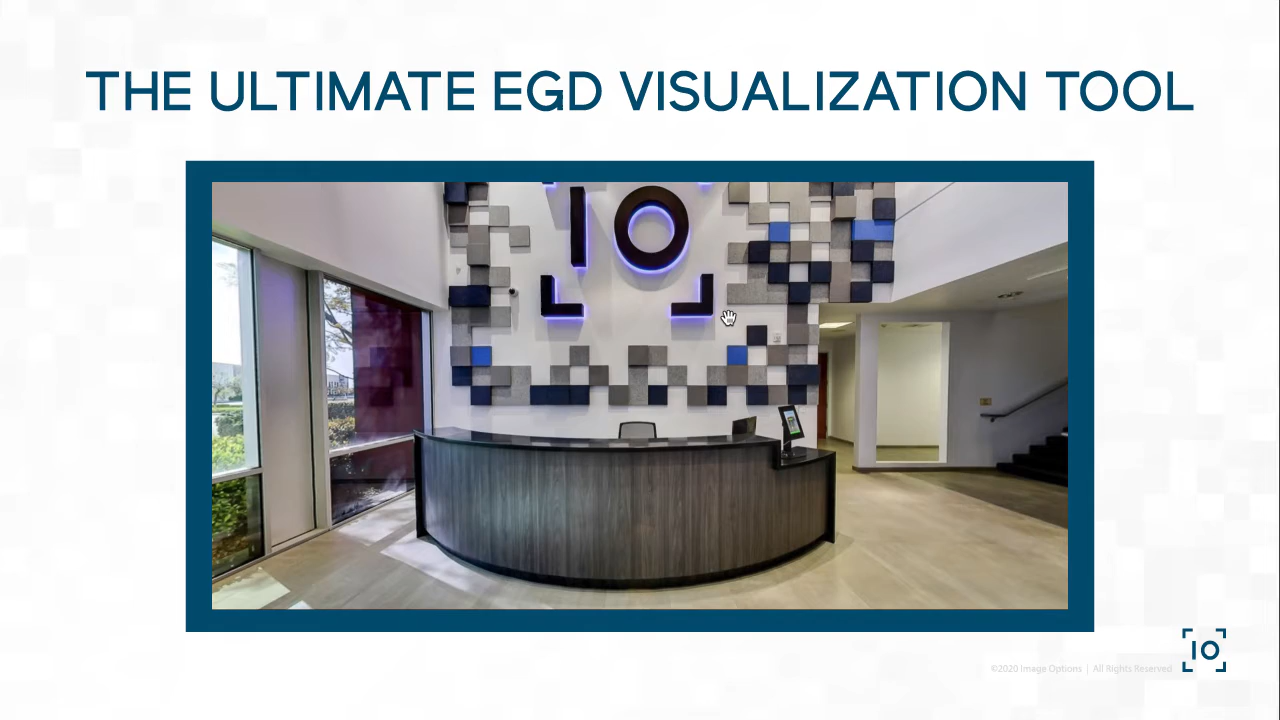 THE ULTIMATE EGD VISUALIZATION TOOL
IO
©2020 Image Options | All Rights Reserved
IO